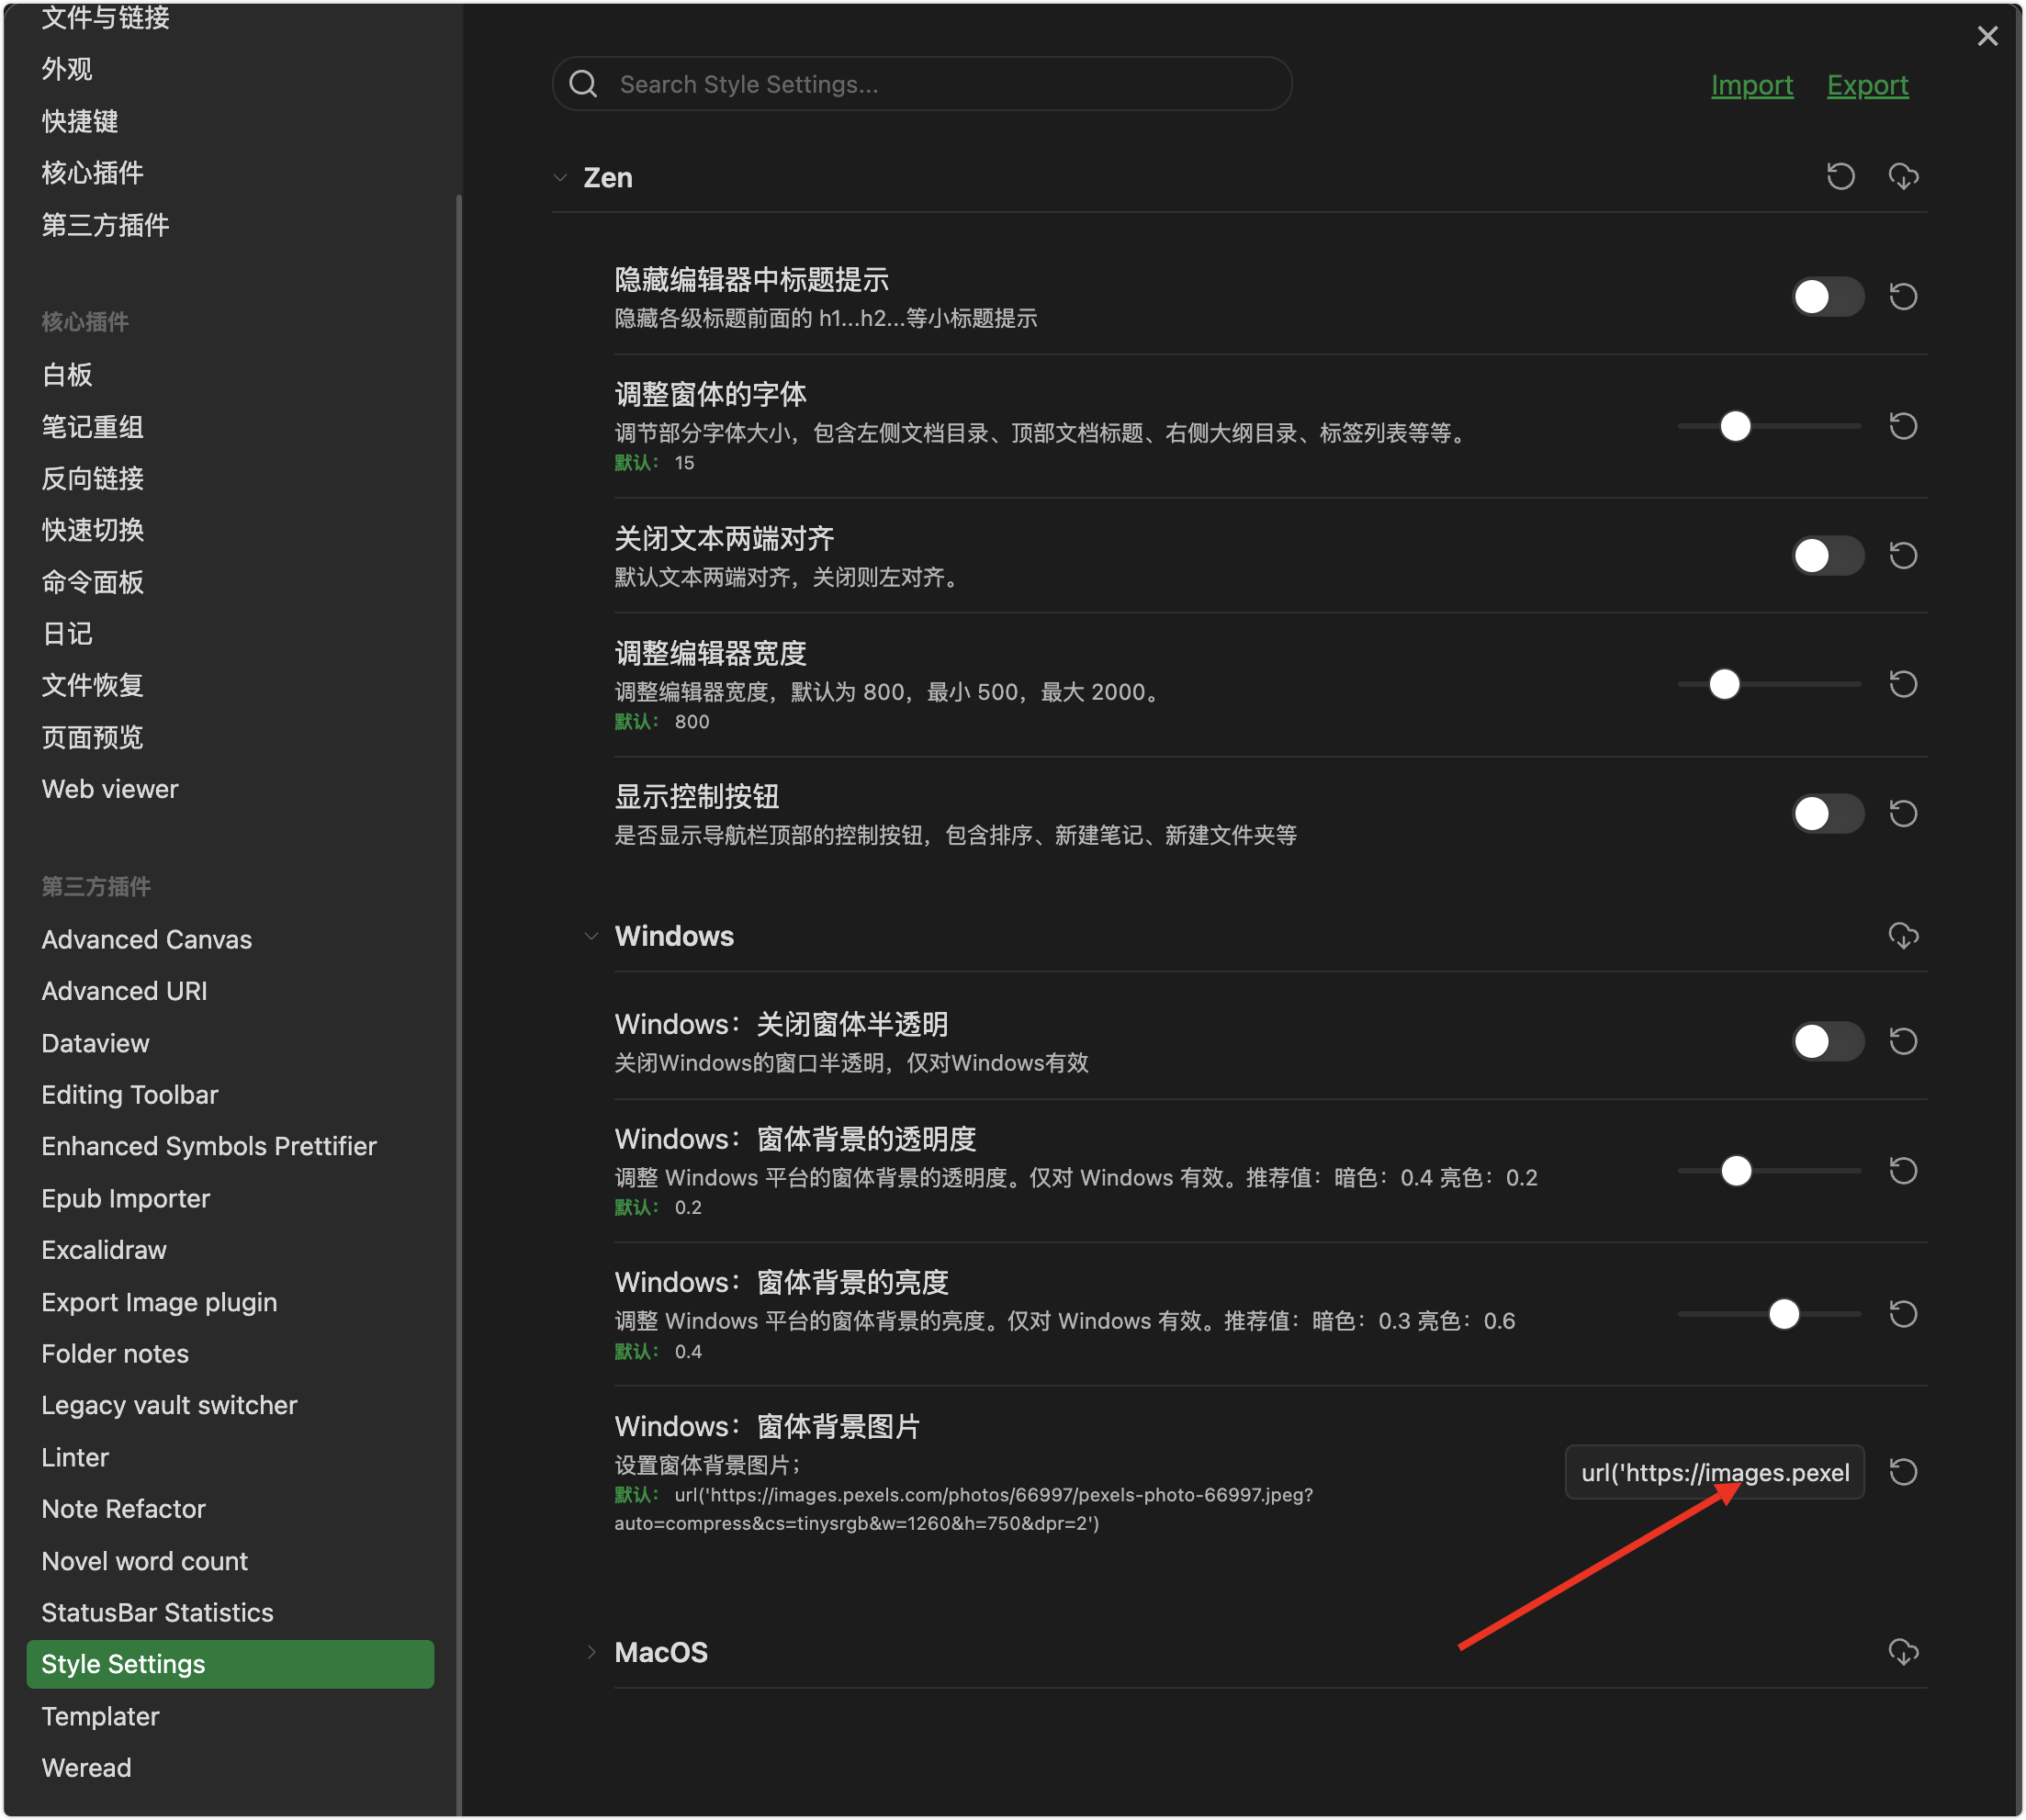 文件与链接
外观
快捷键
核心插件
第三方插件
核心插件
白板
笔记重组
反向链接
快速切换
命令面板
日记
文件恢复
页面预览
Web viewer
第三方插件
Advanced Canvas
Advanced URI
Dataview
Editing Toolbar
Enhanced Symbols Prettifier
Epub Importer
Excalidraw
Export Image plugin
Folder notes
Legacy vault switcher
Linter
Note Refactor
Novel word count
StatusBar Statistics
Style Settings
Templater
Weread
Search Style Settings...
Import Export
Zen
隐藏编辑器中标题提示
隐藏各级标题前面的 h1...h2...等小标题提示
调整窗体的字体
调节部分字体大小，包含左侧文档目录、顶部文档标题、右侧大纲目录、标签列表等等。
默认： 15
关闭文本两端对齐
默认文本两端对齐，关闭则左对齐。
调整编辑器宽度
调整编辑器宽度，默认为 800，最小 500，最大 2000。
默认： 800
显示控制按钮
是否显示导航栏顶部的控制按钮，包含排序、新建笔记、新建文件夹等
Windows
Windows：关闭窗体半透明
关闭Windows的窗口半透明，仅对Windows有效
Windows：窗体背景的透明度
调整 Windows 平台的窗体背景的透明度。仅对 Windows 有效。推荐值：暗色：0.4 亮色：0.2
默认： 0.2
Windows：窗体背景的亮度
调整 Windows 平台的窗体背景的亮度。仅对 Windows 有效。推荐值：暗色：0.3 亮色：0.6
默认： 0.4
Windows：窗体背景图片
设置窗体背景图片；
默认： url('https://images.pexels.com/photos/66997/pexels-photo-66997.jpeg?
auto=compress&cs=tinysrgb&w=1260&h=750&dpr=2')
url('https://images.pexel
MacOS